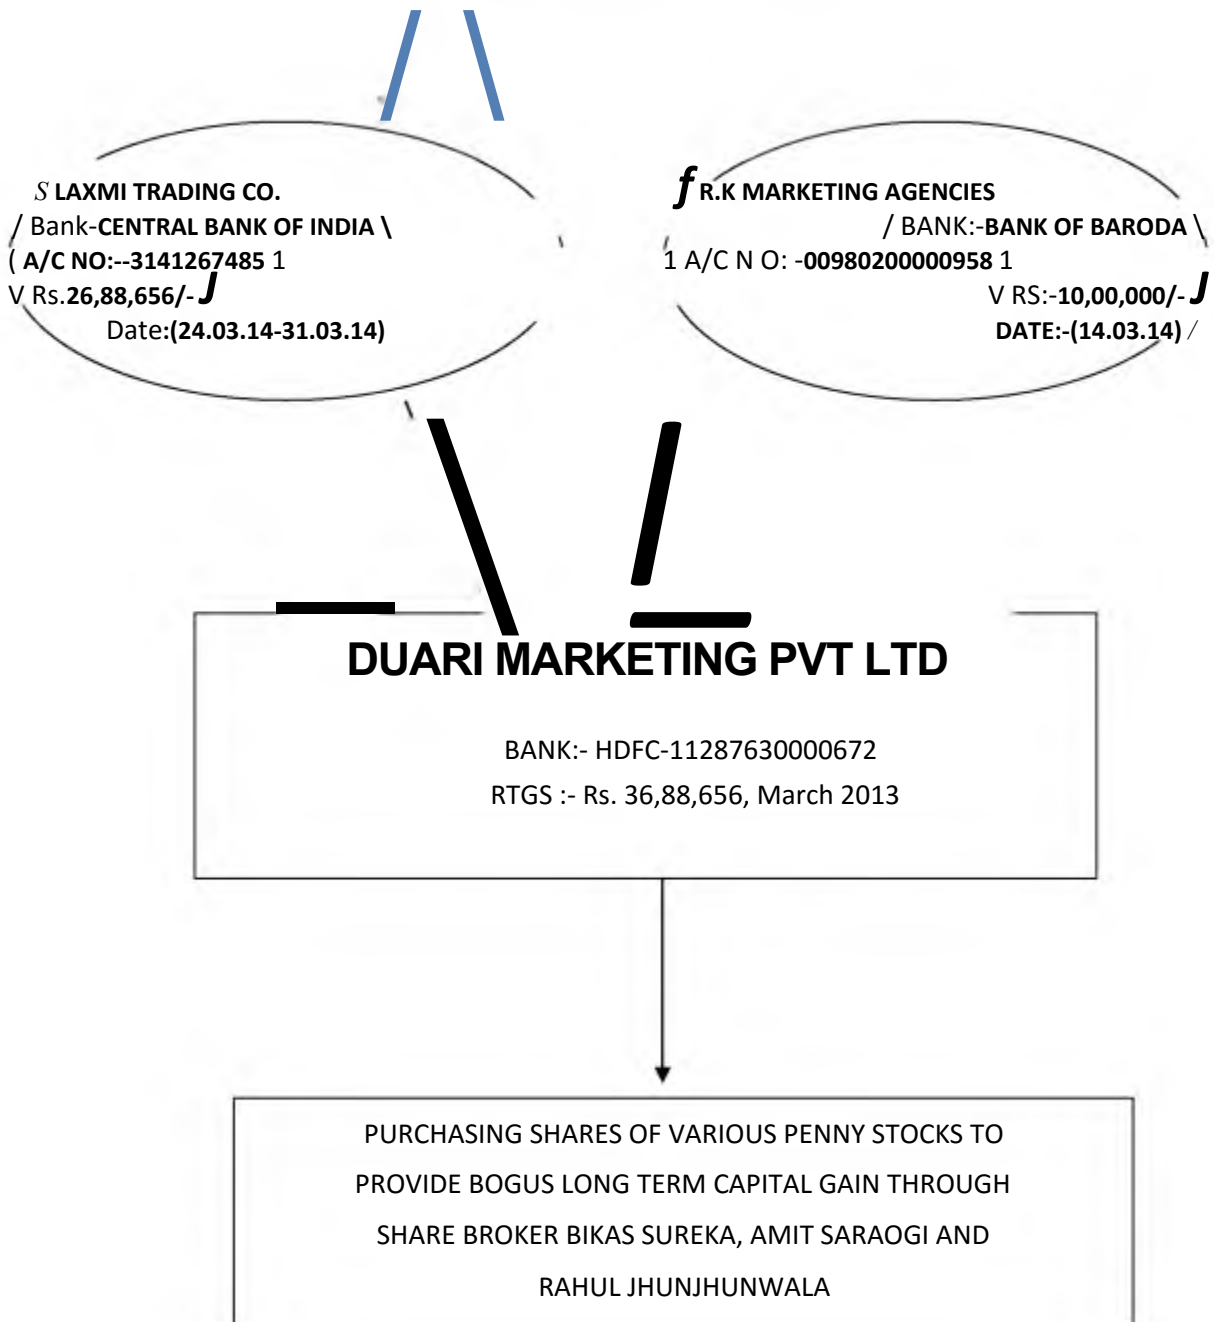 S LAXMI TRADING CO.
/ Bank-CENTRAL BANK OF INDIA \
( A/C NO:--3141267485 1
V Rs.26,88,656/- J
Date:(24.03.14-31.03.14)
f R.K MARKETING AGENCIES
/ BANK:-BANK OF BARODA \
1 A/C N O: -00980200000958 1
V RS:-10,00,000/- J
DATE:-(14.03.14) /
DUARI MARKETING PVT LTD
BANK:- HDFC-11287630000672
RTGS :- Rs. 36,88,656, March 2013
PURCHASING SHARES OF VARIOUS PENNY STOCKS TO
PROVIDE BOGUS LONG TERM CAPITAL GAIN THROUGH
SHARE BROKER BIKAS SUREKA, AMIT SARAOGI AND
RAHUL JHUNJHUNWALA